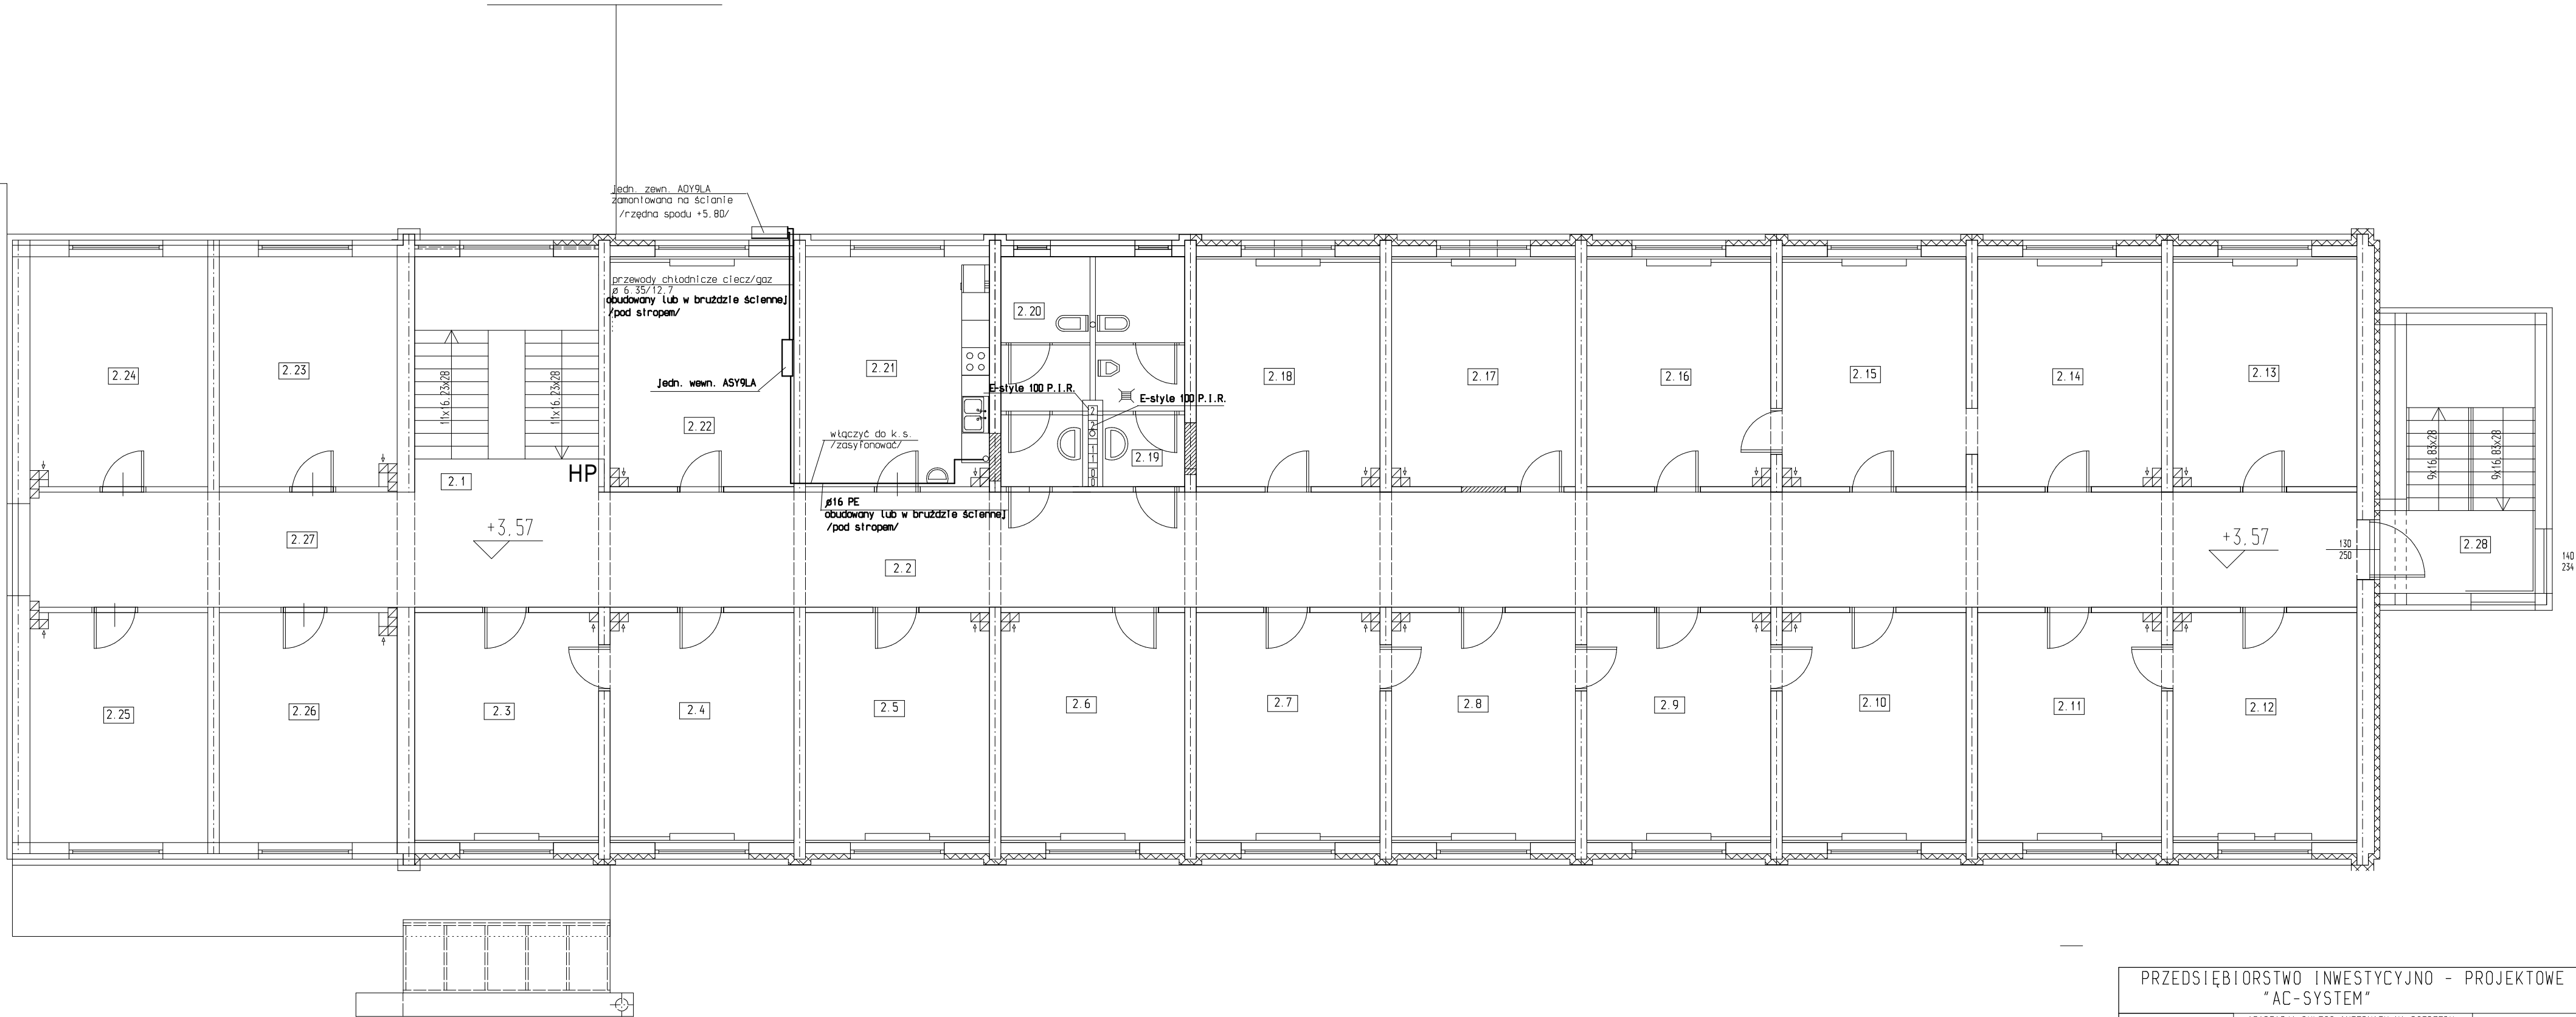 jedn. zewn. AOY9LA
zamontowana na ścianie
/rzędna spodu +5,80/
przewody chłodnicze ciecz/gaz
ø 6.35/12.7
obudowany lub w bruździe ściennej
/pod stropem/
2.24
2.23
11x16,23x28
11x16,23x28
jedn. wewn. ASY9LA
2.22
2.21
2.20
E-style 100 P.I.R.
E-style 100 P.I.R.
2
2
1
1
0
0
2.19
włączyć do k.s.
/zasyfonować/
2.18
2.17
2.16
2.15
2.14
2.13
9x16,83x28
9x16,83x28
2.1
HP
ø16 PE
obudowany lub w bruździe ściennej
/pod stropem/
+3,57
2.27
2.2
+3,57
130
250
2.28
140
234
2.25
2.26
2.3
2.4
2.5
2.6
2.7
2.8
2.9
2.10
2.11
2.12
PRZEDSIĘBIORSTWO INWESTYCYJNO - PROJEKTOWE
"AC-SYSTEM"